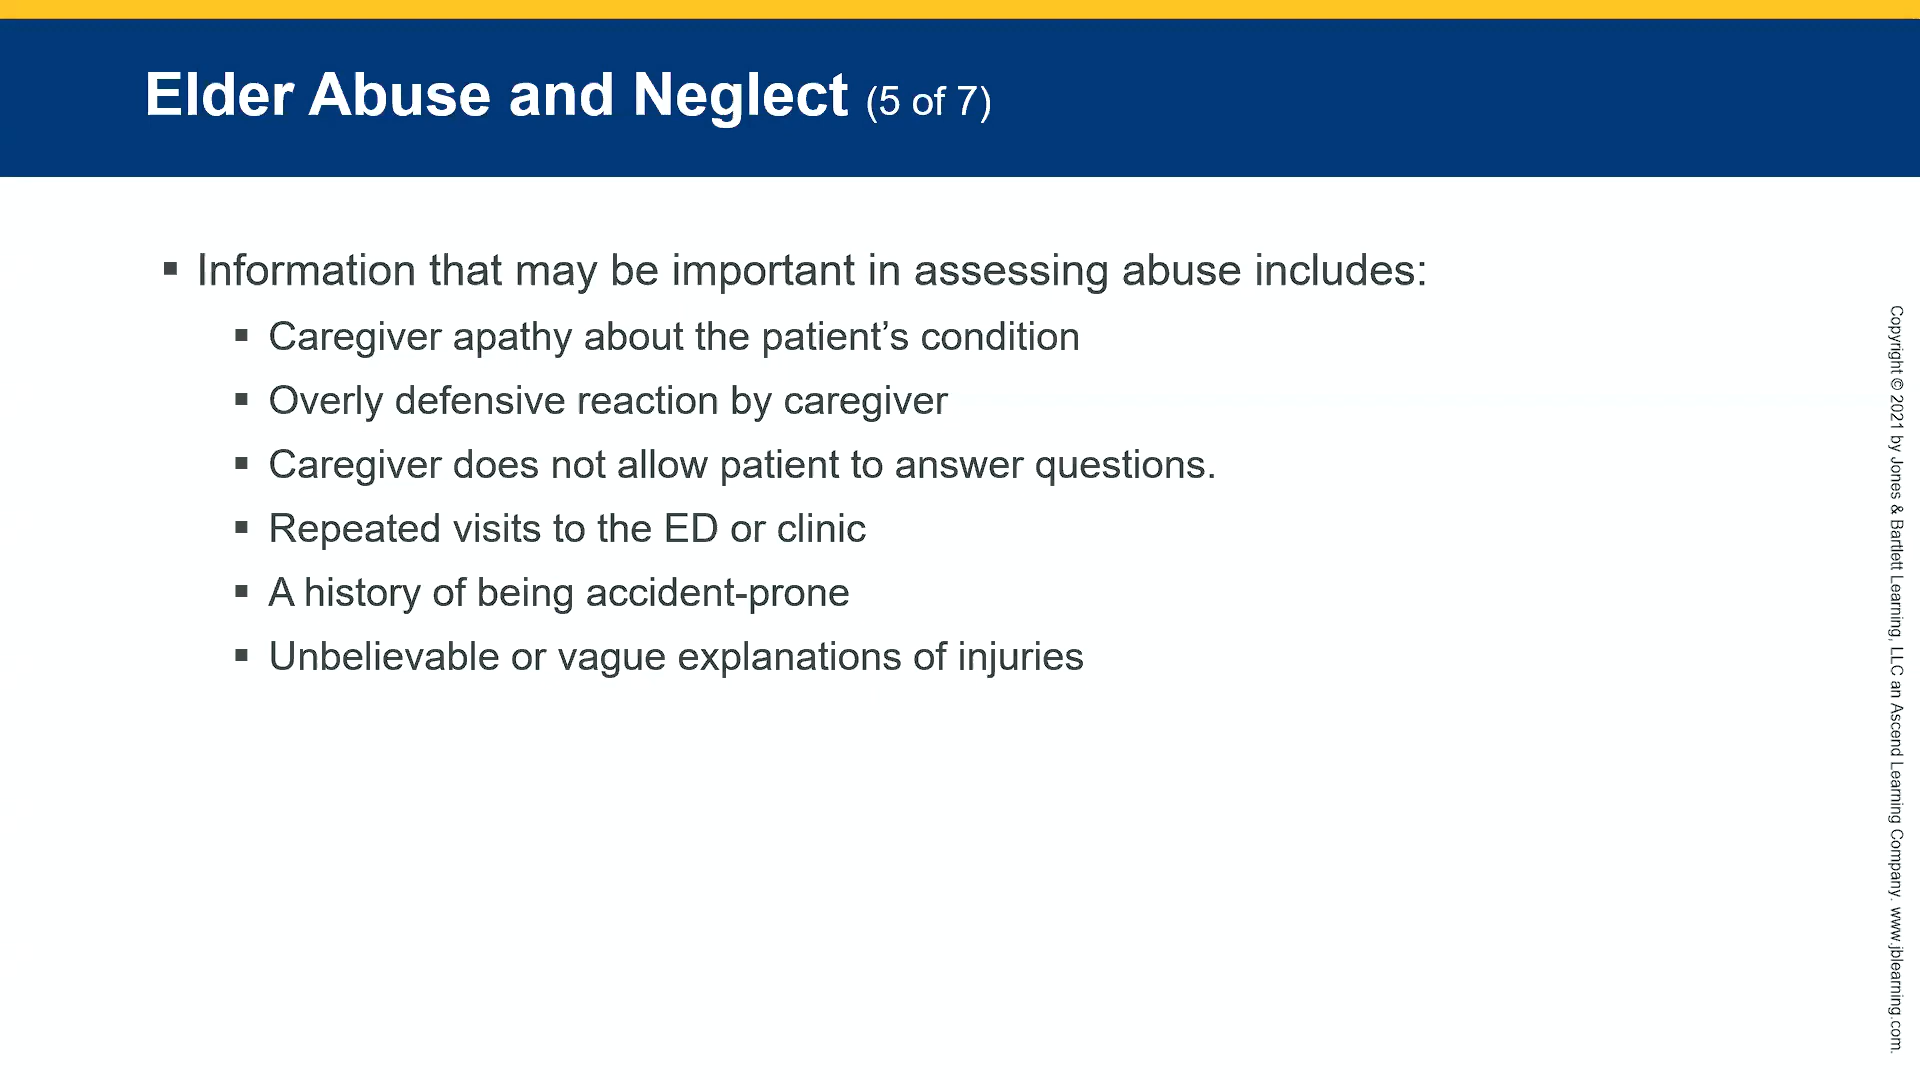 Elder Abuse and Neglect (5 of 7)
▪ Information that may be important in assessing abuse includes:
▪ Caregiver apathy about the patient’s condition
▪ Overly defensive reaction by caregiver
▪ Caregiver does not allow patient to answer questions.
▪ Repeated visits to the ED or clinic
▪ A history of being accident-prone
▪ Unbelievable or vague explanations of injuries
Copyright © 2021 by Jones & Bartlett Learning, LLC an Ascend Learning Company. www.jblearning.com.